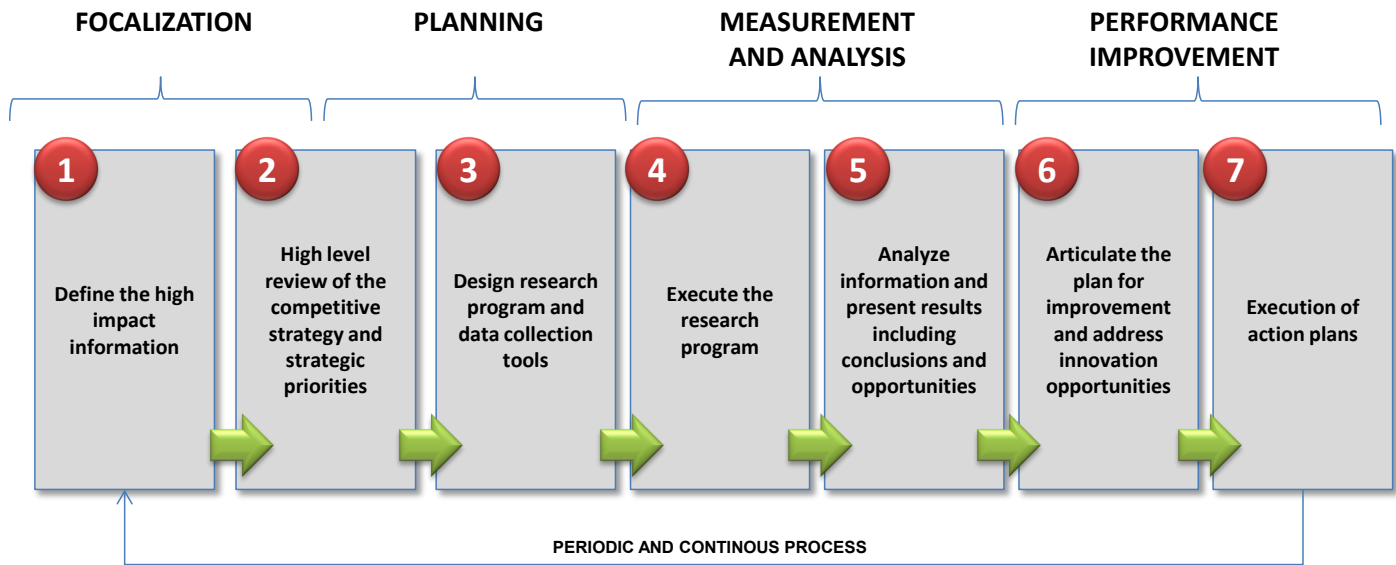 FOCALIZATION
PLANNING
MEASUREMENT
AND ANALYSIS
PERFORMANCE
IMPROVEMENT
1
Define the high
impact
information
2
High level
review of the
competitive
strategy and
strategic
priorities
3
Design research
program and
data collection
tools
4
Execute the
research
program
5
Analyze
information and
present results
including
conclusions and
opportunities
6
Articulate the
plan for
improvement
and address
innovation
opportunities
7
Execution of
action plans
PERIODIC AND CONTINOUS PROCESS